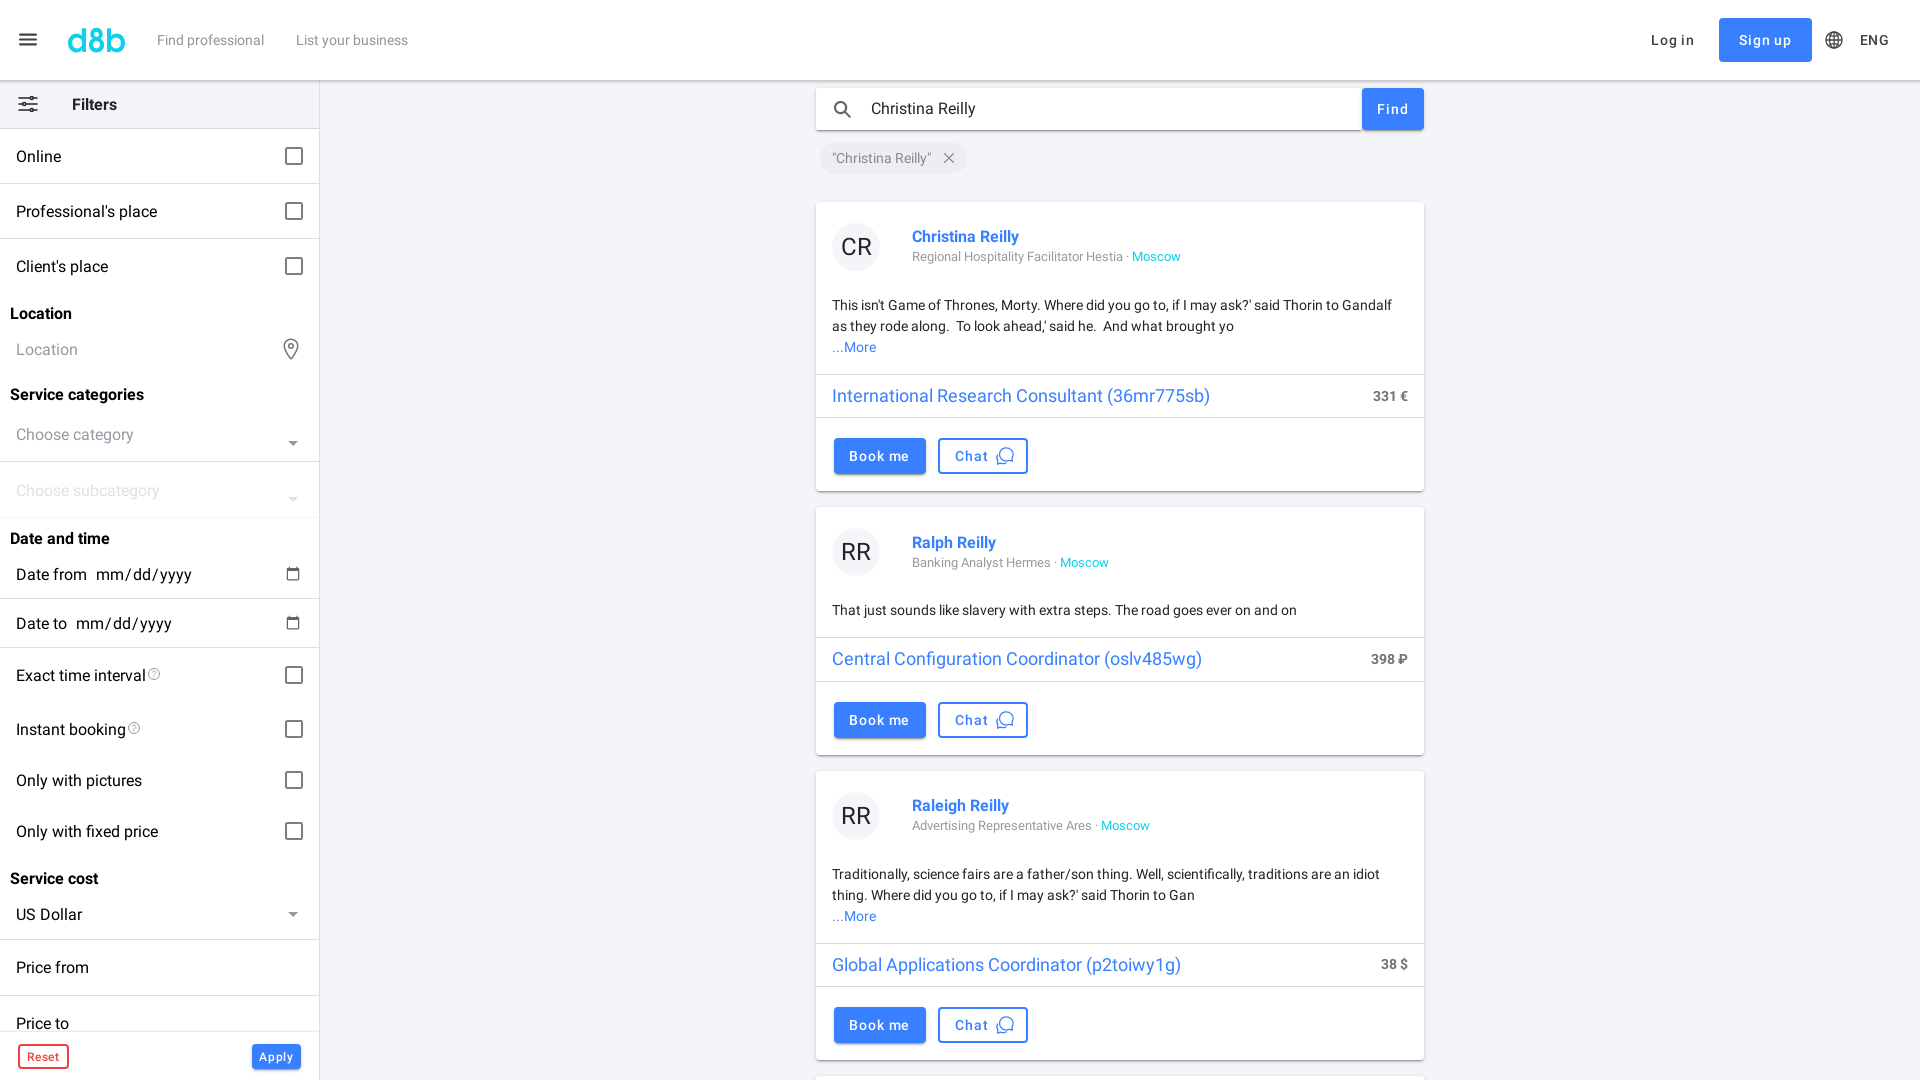 d8b
Find professional
List your business
Log in
Sign up
ENG
Filters
Online
Professional's place
Client's place
Location
Location
Service categories
Choose category
Choose subcategory
Date and time
Date from mm/dd/yyyy
Date to mm/dd/yyyy
Exact time interval
Instant booking
Only with pictures
Only with fixed price
Service cost
US Dollar
Price from
Price to
Reset
Apply
Christina Reilly
Find
"Christina Reilly"
CR
Christina Reilly
Regional Hospitality Facilitator Hestia · Moscow
This isn't Game of Thrones, Morty. Where did you go to, if I may ask?' said Thorin to Gandalf
as they rode along.  To look ahead,' said he.  And what brought yo
...More
International Research Consultant (36mr775sb)
331 €
Book me
Chat
RR
Ralph Reilly
Banking Analyst Hermes · Moscow
That just sounds like slavery with extra steps. The road goes ever on and on
Central Configuration Coordinator (oslv485wg)
398 ₽
Book me
Chat
RR
Raleigh Reilly
Advertising Representative Ares · Moscow
Traditionally, science fairs are a father/son thing. Well, scientifically, traditions are an idiot
thing. Where did you go to, if I may ask?' said Thorin to Gan
...More
Global Applications Coordinator (p2toiwy1g)
38 $
Book me
Chat